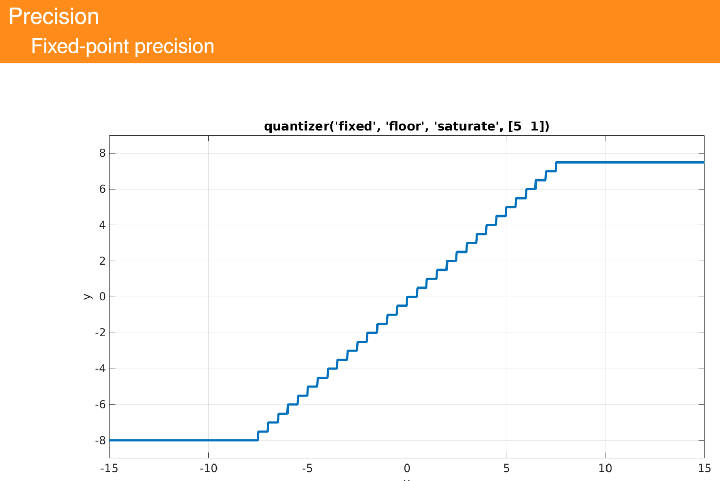 Precision
Fixed-point precision
quantizer('fixed', 'floor', 'saturate', [5 1])
8
6
4
2
y
0
-2
-4
-6
-8
-15 -10 -5 0 5 10 15